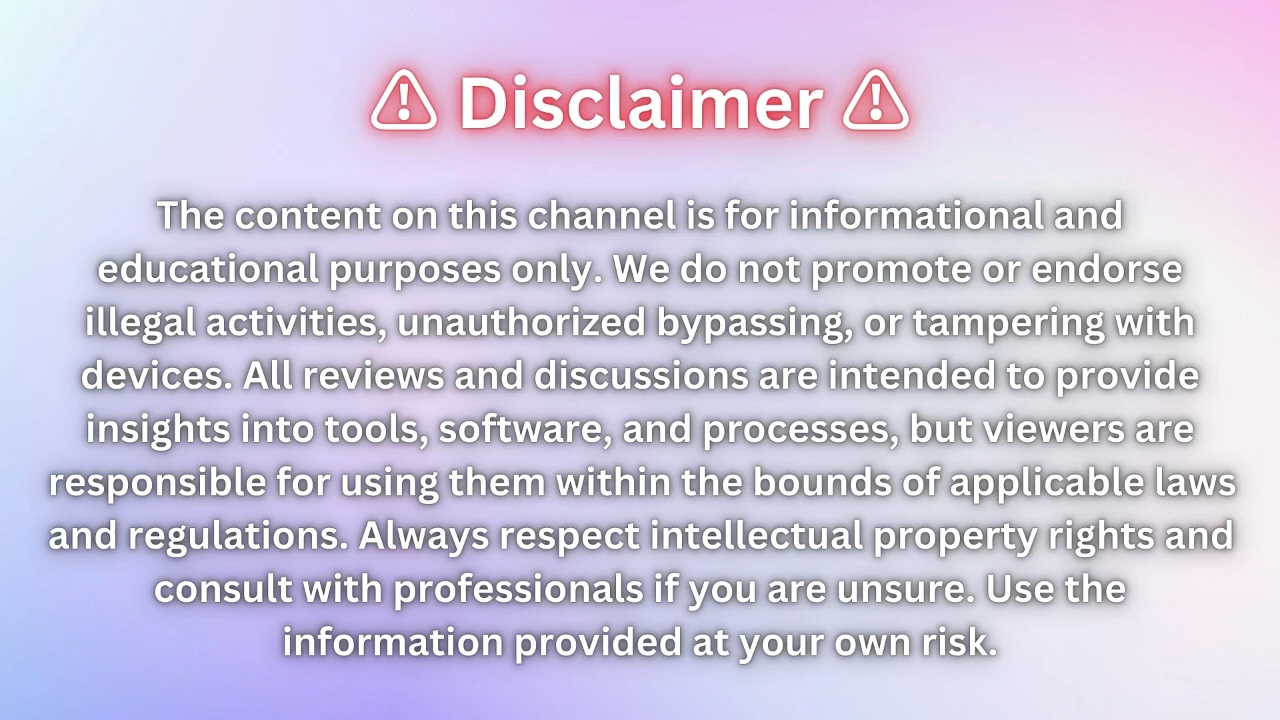 ⚠ Disclaimer ⚠
The content on this channel is for informational and
educational purposes only. We do not promote or endorse
illegal activities, unauthorized bypassing, or tampering with
devices. All reviews and discussions are intended to provide
insights into tools, software, and processes, but viewers are
responsible for using them within the bounds of applicable laws
and regulations. Always respect intellectual property rights and
consult with professionals if you are unsure. Use the
information provided at your own risk.